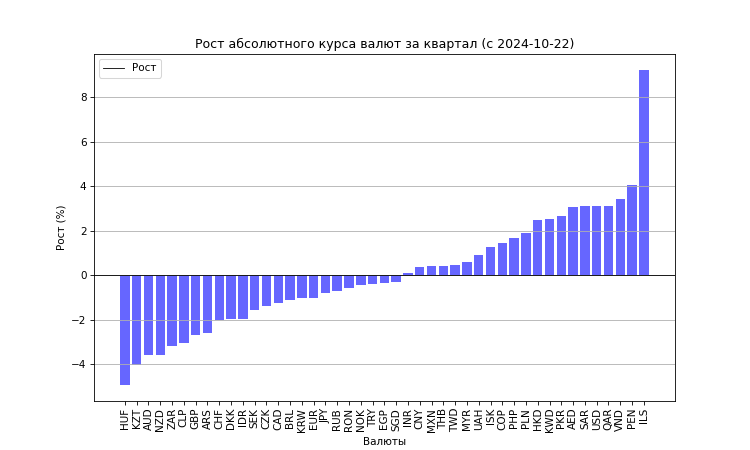 Рост абсолютного курса валют за квартал (с 2024-10-22)
Рост
Рост (%)
8
6
4
2
0
−2
−4
HUF KZT AUD NZD ZAR CLP GBP ARS CHF DKK IDR SEK CZK CAD BRL KRW EUR JPY RUB RON NOK TRY EGP SGD INR CNY MXN THB TWD MYR UAH ISK COP PHP PLN HKD KWD PKR AED SAR USD QAR VND PEN ILS
Валюты